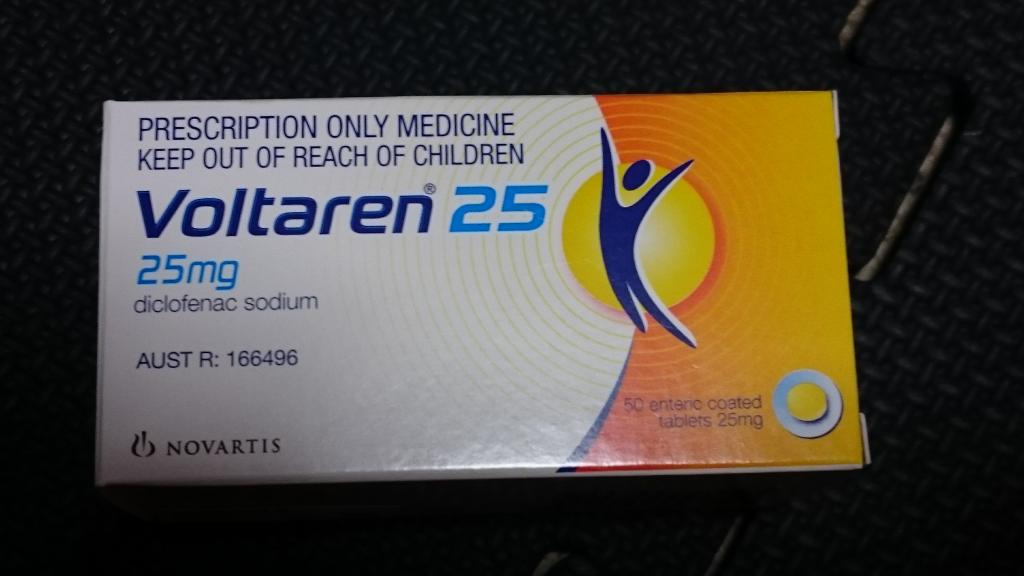 PRESCRIPTION ONLY MEDICINE
KEEP OUT OF REACH OF CHILDREN
Voltaren® 25
25mg
diclofenac sodium
AUST R: 166496
50 enteric coated
tablets 25mg
NOVARTIS